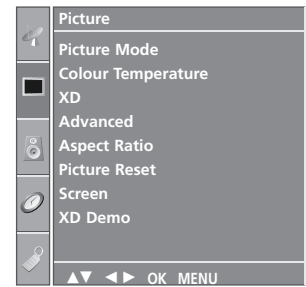 Picture
Picture Mode
Colour Temperature
XD
Advanced
Aspect Ratio
Picture Reset
Screen
XD Demo
▲▼ ◄► OK MENU